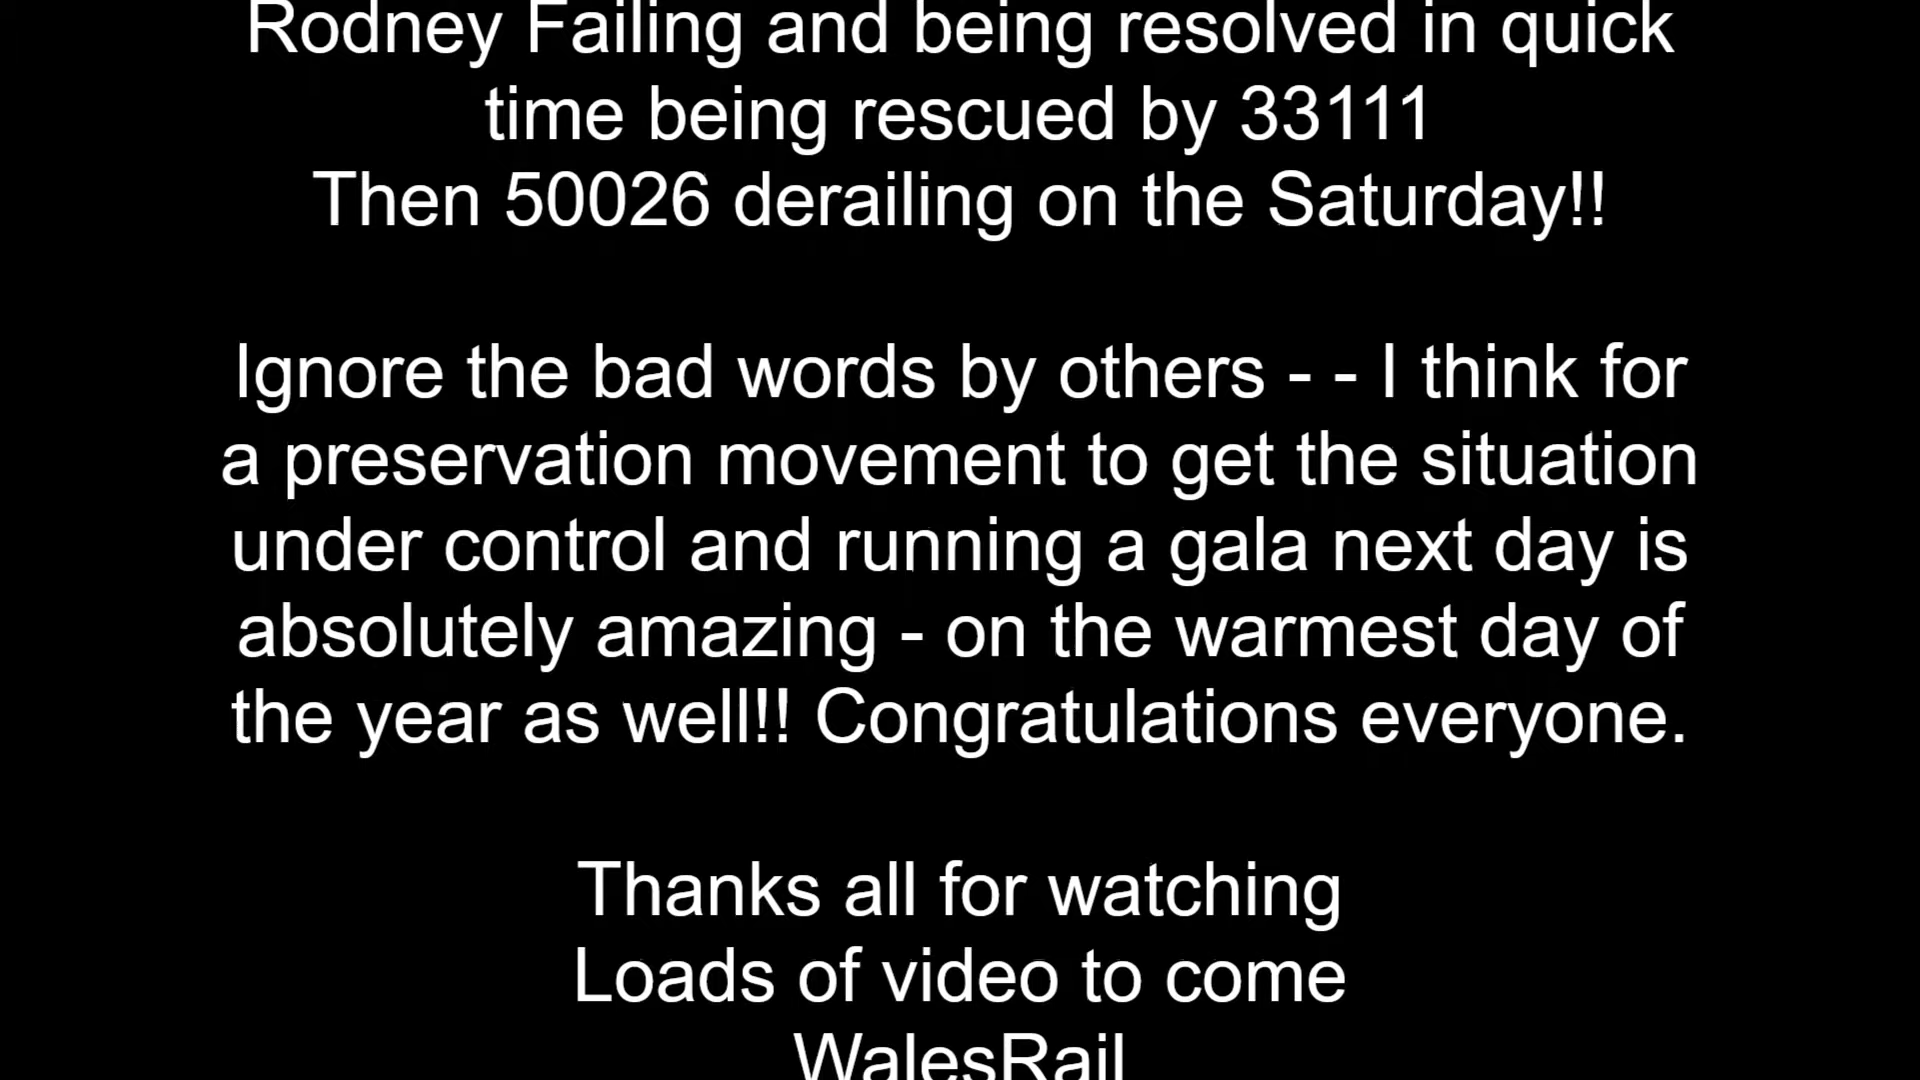 Rodney Failing and being resolved in quick
time being rescued by 33111
Then 50026 derailing on the Saturday!!
Ignore the bad words by others - - I think for
a preservation movement to get the situation
under control and running a gala next day is
absolutely amazing - on the warmest day of
the year as well!! Congratulations everyone.
Thanks all for watching
Loads of video to come
WalesRail